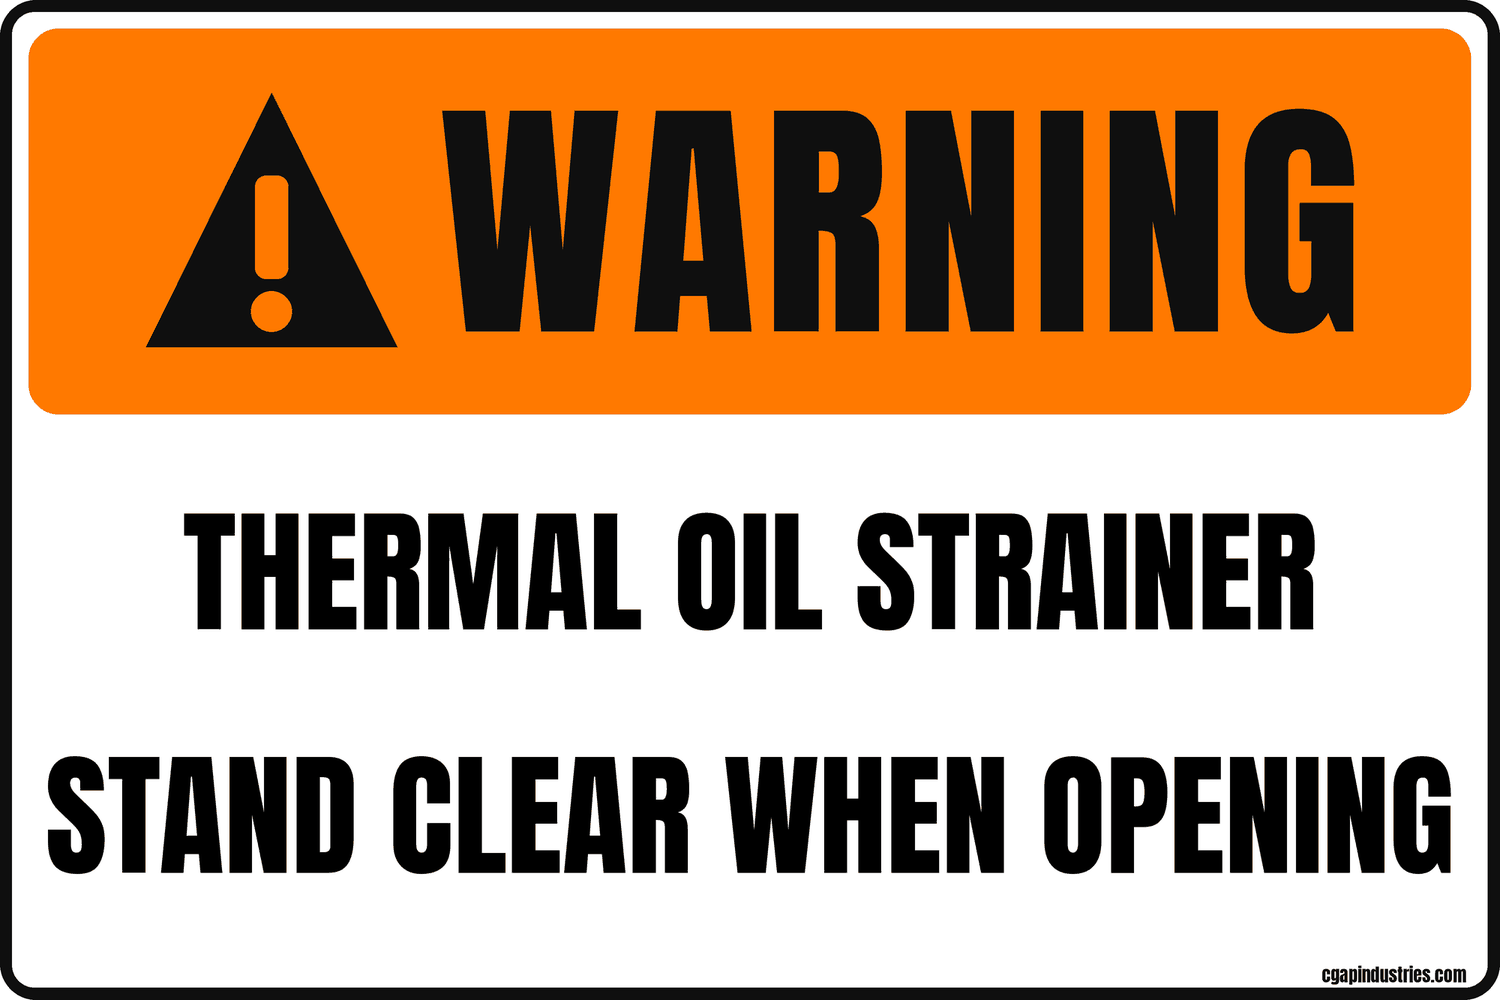 WARNING
THERMAL OIL STRAINER
STAND CLEAR WHEN OPENING
cgapindustries.com